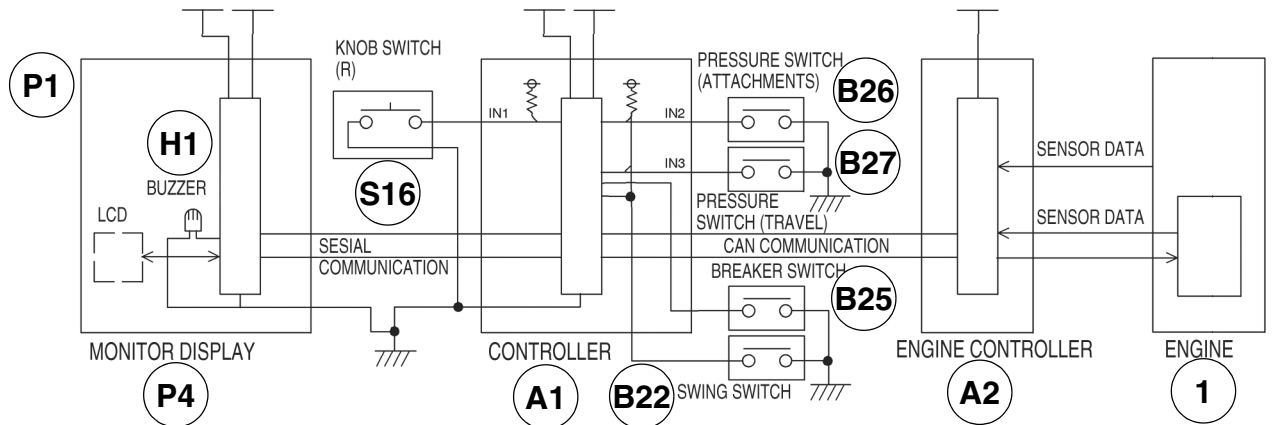 P1
KNOB SWITCH
(R)
PRESSURE SWITCH
(ATTACHMENTS)
B26
H1
BUZZER
LCD
S16
IN1
IN2
IN3
B27
PRESSURE
SWITCH (TRAVEL)
SENSOR DATA
SENSOR DATA
SESIAL
COMMUNICATION
CAN COMMUNICATION
BREAKER SWITCH
B25
MONITOR DISPLAY
CONTROLLER
ENGINE CONTROLLER
ENGINE
P4
A1
B22
SWING SWITCH
A2
1